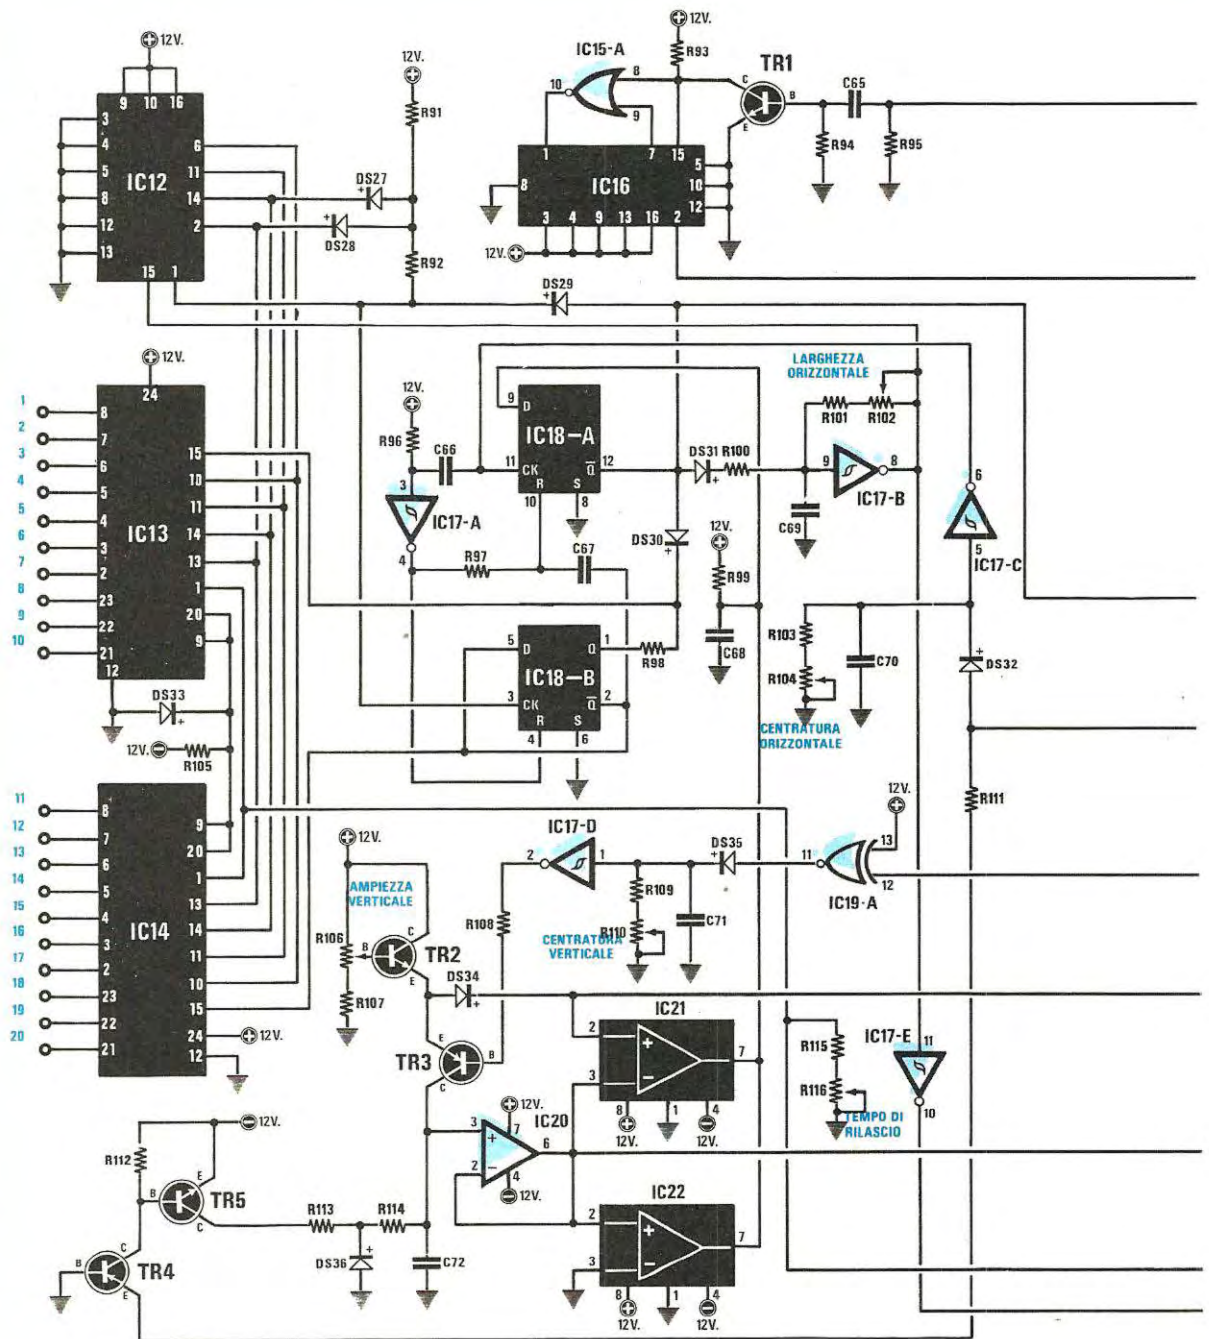 12V.
12V.
IC15-A
R93
TR1
12V.
10
8
C
C65
9
10
16
B
3
R91
9
E
4
6
R94
R95
1
7
15
5
5
11
IC12
DS27
8
IC16
10
8
14
12
12
2
3
4
9
13
16
2
DS28
13
R92
12V.
15
1
DS29
12V.
LARGHEZZA
ORIZZONTALE
24
12V.
9
D
R101
R102
1
8
IC18-A
2
7
R96
C66
DS31
R100
3
6
15
11
CK
Q
12
9
8
6
4
5
10
3
R
S
IC17-B
5
4
11
IC17-A
10
8
C69
6
3
IC13
14
DS30
12V.
7
2
13
4
R97
C67
5
IC17-C
8
23
1
R99
9
22
20
10
21
9
5
D
Q
1
R103
12
R98
C68
C70
DS32
DS33
IC18-B
R104
3
CK
Q
2
R
S
12V.
R105
4
6
CENTRATURA
ORIZZONTALE
11
8
12V.
R111
12
7
9
12V.
IC17-D
DS35
13
13
6
20
2
1
11
14
5
1
AMPIEZZA
VERTICALE
R109
12
15
4
13
IC19-A
16
3
IC14
14
R106
C
R108
R110
C71
17
2
11
B
TR2
CENTRATURA
VERTICALE
18
23
10
E
DS34
19
22
15
R107
IC21
20
21
24
12V.
E
2
+
IC17-E
11
12
TR3
B
7
R115
C
3
–
R116
IC20
12V.
8
1
4
10
12V.
3
+
7
12V.
12V.
TEMPO DI
RILASCIO
R112
6
E
2
–
4
B
TR5
12V.
IC22
C
R113
R114
2
+
7
C
B
TR4
DS36
C72
3
–
E
8
1
4
12V.
12V.